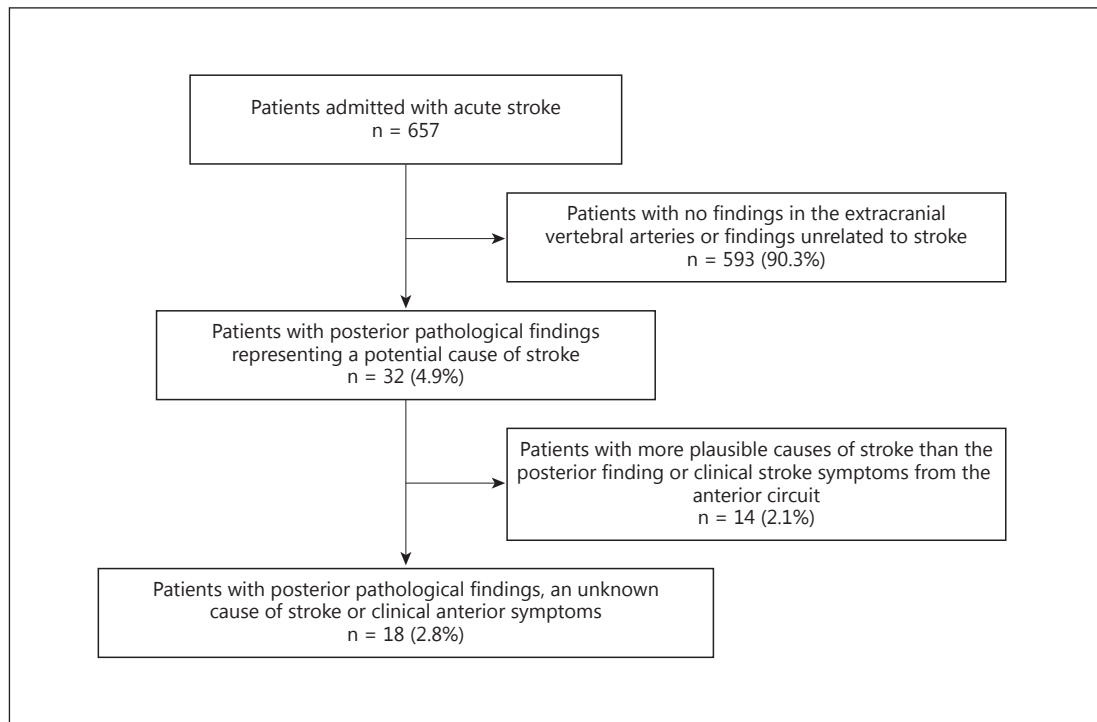 Patients admitted with acute stroke
n = 657
Patients with no findings in the extracranial
vertebral arteries or findings unrelated to stroke
n = 593 (90.3%)
Patients with posterior pathological findings
representing a potential cause of stroke
n = 32 (4.9%)
Patients with more plausible causes of stroke than the
posterior finding or clinical stroke symptoms from the
anterior circuit
n = 14 (2.1%)
Patients with posterior pathological findings, an unknown
cause of stroke or clinical anterior symptoms
n = 18 (2.8%)